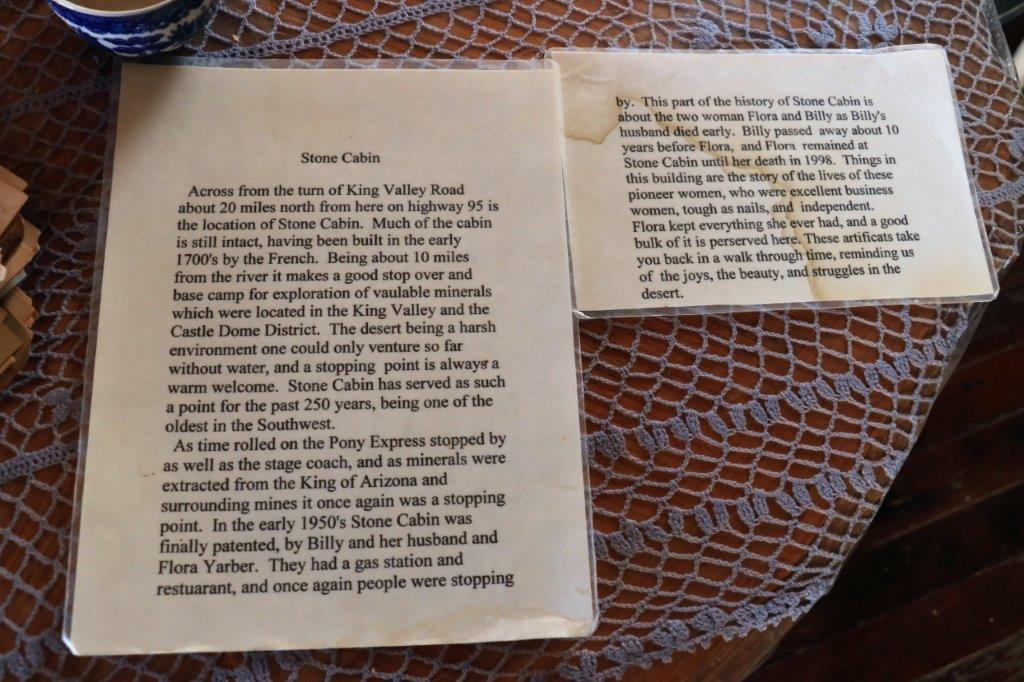 Stone Cabin
Across from the turn of King Valley Road
about 20 miles north from here on highway 95 is
the location of Stone Cabin. Much of the cabin
is still intact, having been built in the early
1700's by the French. Being about 10 miles
from the river it makes a good stop over and
base camp for exploration of vaulable minerals
which were located in the King Valley and the
Castle Dome District. The desert being a harsh
environment one could only venture so far
without water, and a stopping point is always a
warm welcome. Stone Cabin has served as such
a point for the past 250 years, being one of the
oldest in the Southwest.
As time rolled on the Pony Express stopped by
as well as the stage coach, and as minerals were
extracted from the King of Arizona and
surrounding mines it once again was a stopping
point. In the early 1950's Stone Cabin was
finally patented, by Billy and her husband and
Flora Yarber. They had a gas station and
restuarant, and once again people were stopping
by. This part of the history of Stone Cabin is
about the two woman Flora and Billy as Billy's
husband died early. Billy passed away about 10
years before Flora, and Flora remained at
Stone Cabin until her death in 1998. Things in
this building are the story of the lives of these
pioneer women, who were excellent business
women, tough as nails, and independent.
Flora kept everything she ever had, and a good
bulk of it is perserved here. These artificats take
you back in a walk through time, reminding us
of the joys, the beauty, and struggles in the
desert.